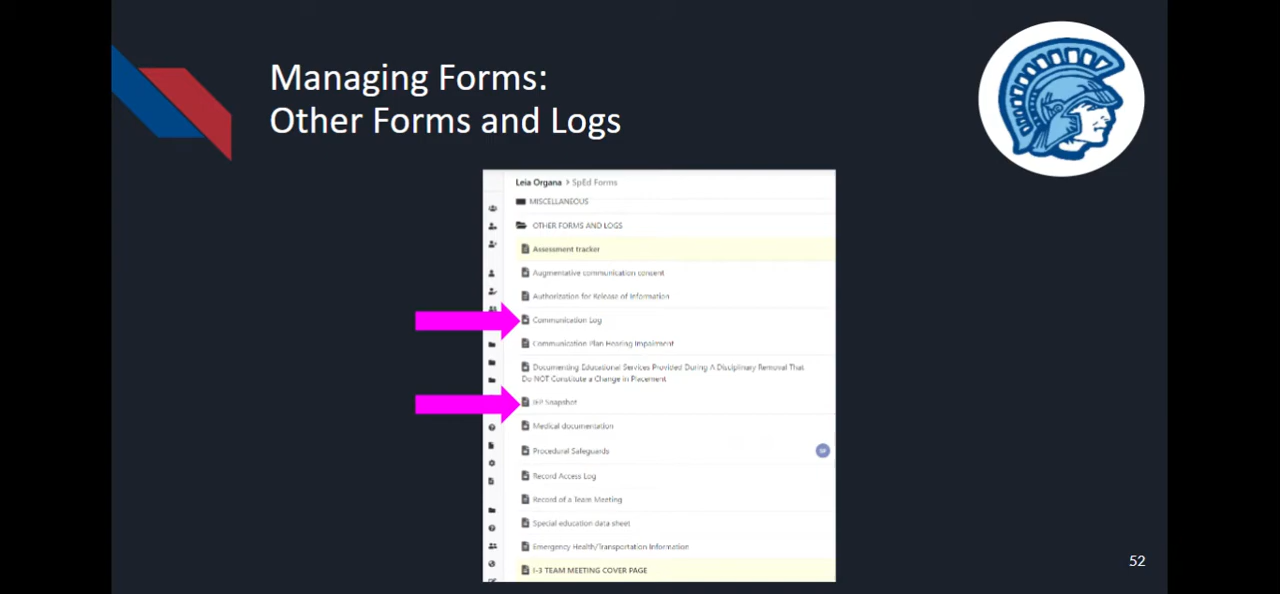 Managing Forms:
Other Forms and Logs
Leia Organa > SpEd Forms
MISCELLANEOUS
OTHER FORMS AND LOGS
Assessment tracker
Augmentative communication consent
Authorization for Release of Information
Communication Log
Communication Plan Hearing Impairment
Documenting Educational Services Provided During A Disciplinary Removal That
Do NOT Constitute a Change in Placement
IEP Snapshot
Medical documentation
Procedural Safeguards
Record Access Log
Record of a Team Meeting
Special education data sheet
Emergency Health/Transportation Information
I-3 TEAM MEETING COVER PAGE
52